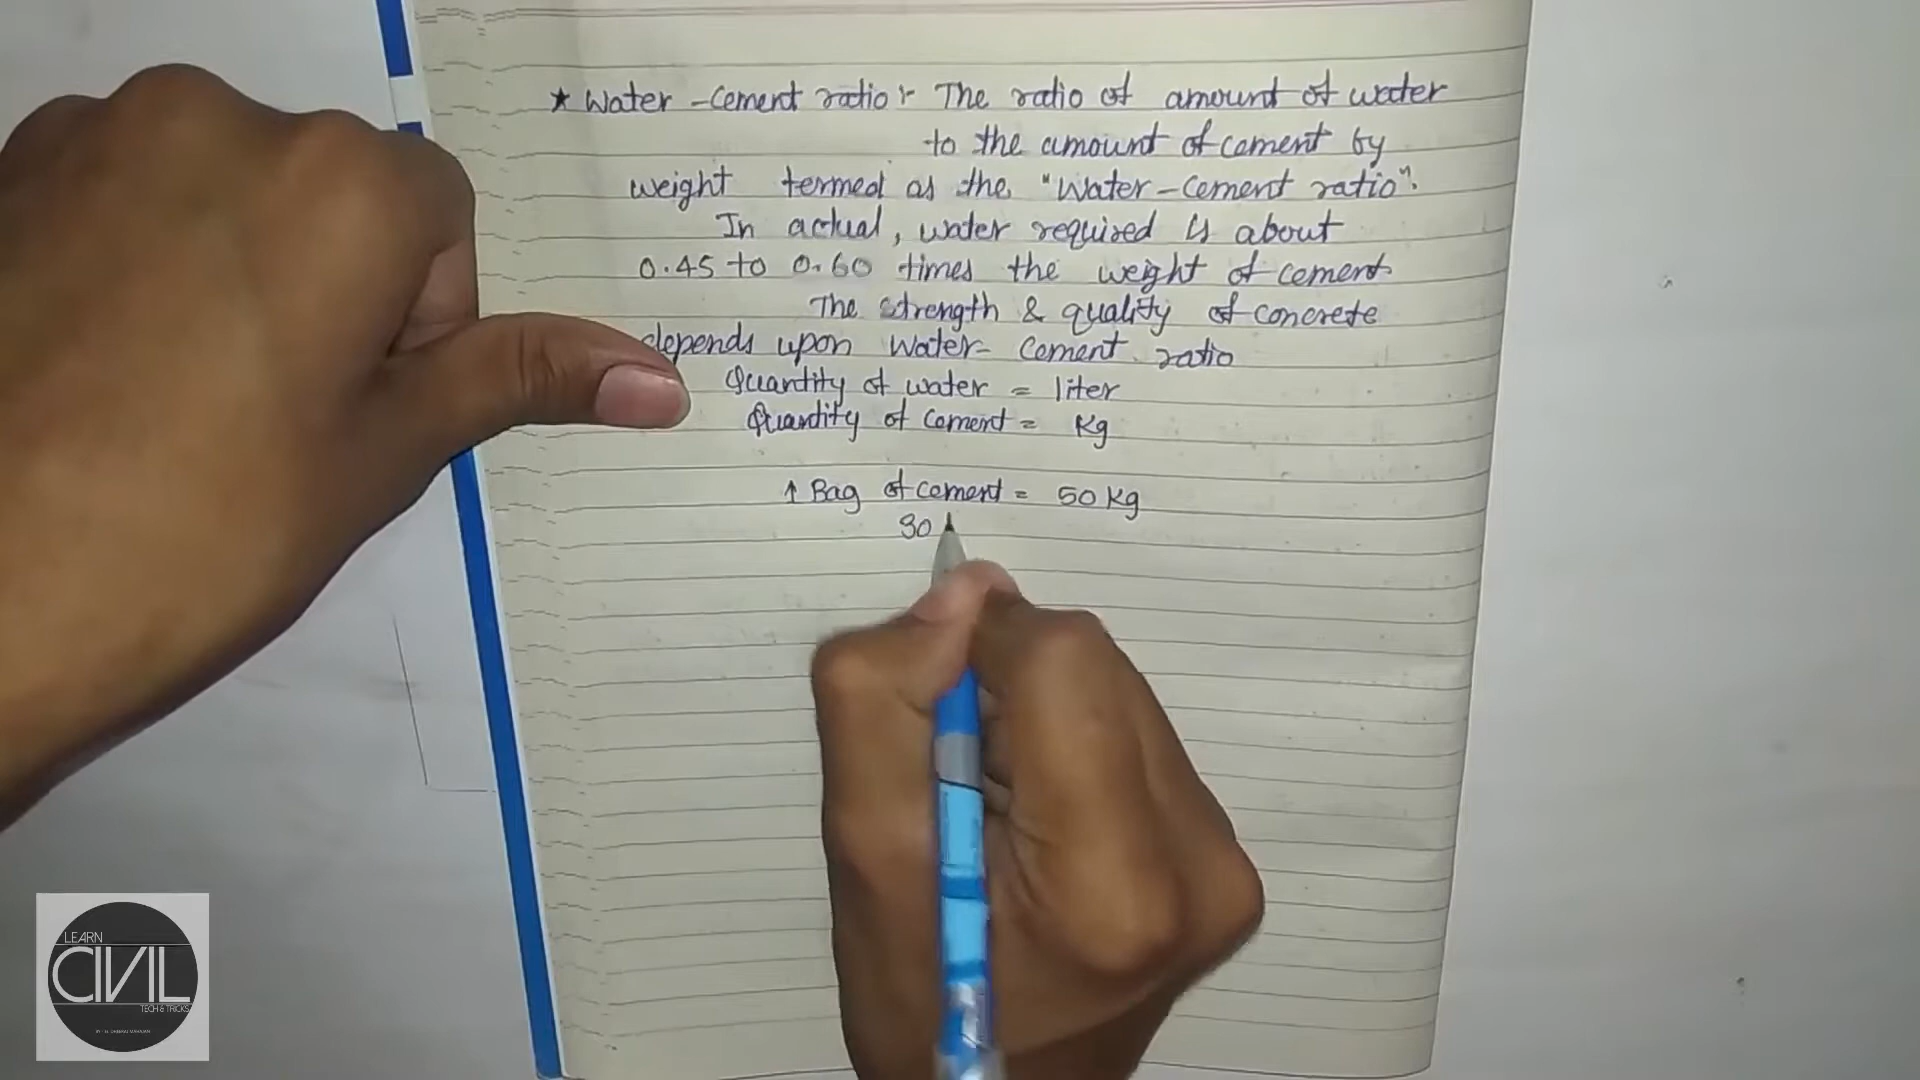 ★ Water - Cement ratio :- The ratio of amount of water
to the amount of cement by
weight termed as the "Water - Cement ratio".
In actual, water required is about
0.45 to 0.60 times the weight of cement
The strength & quality of concrete
depends upon Water - Cement ratio
Quantity of water = liter
Quantity of cement = Kg
1 Bag of cement = 50 Kg
30
LEARN
CIVIL
TECH & TRICKS